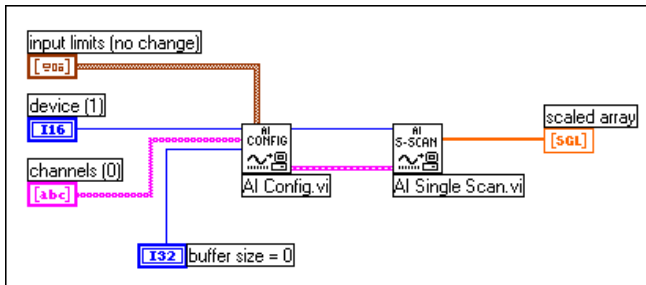 input limits (no change)
device (1)
I16
channels (0)
[abc]
AI
CONFIG
AI Config.vi
AI
S-SCAN
AI Single Scan.vi
scaled array
[SGL]
I32
buffer size = 0